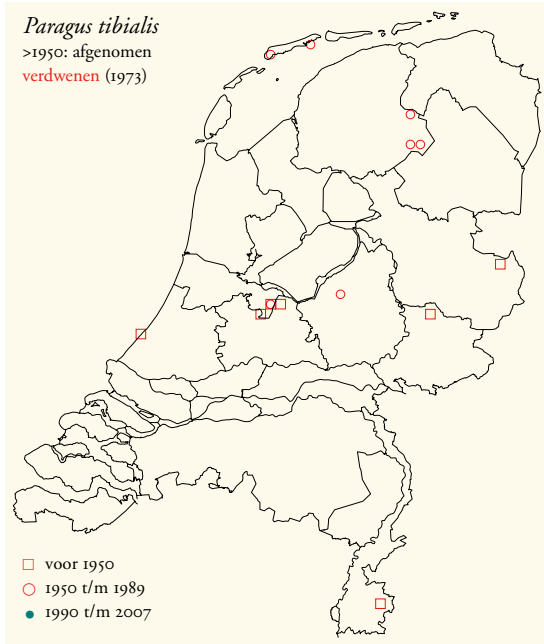 Paragus tibialis
>1950: afgenomen
verdwenen (1973)
voor 1950
1950 t/m 1989
1990 t/m 2007